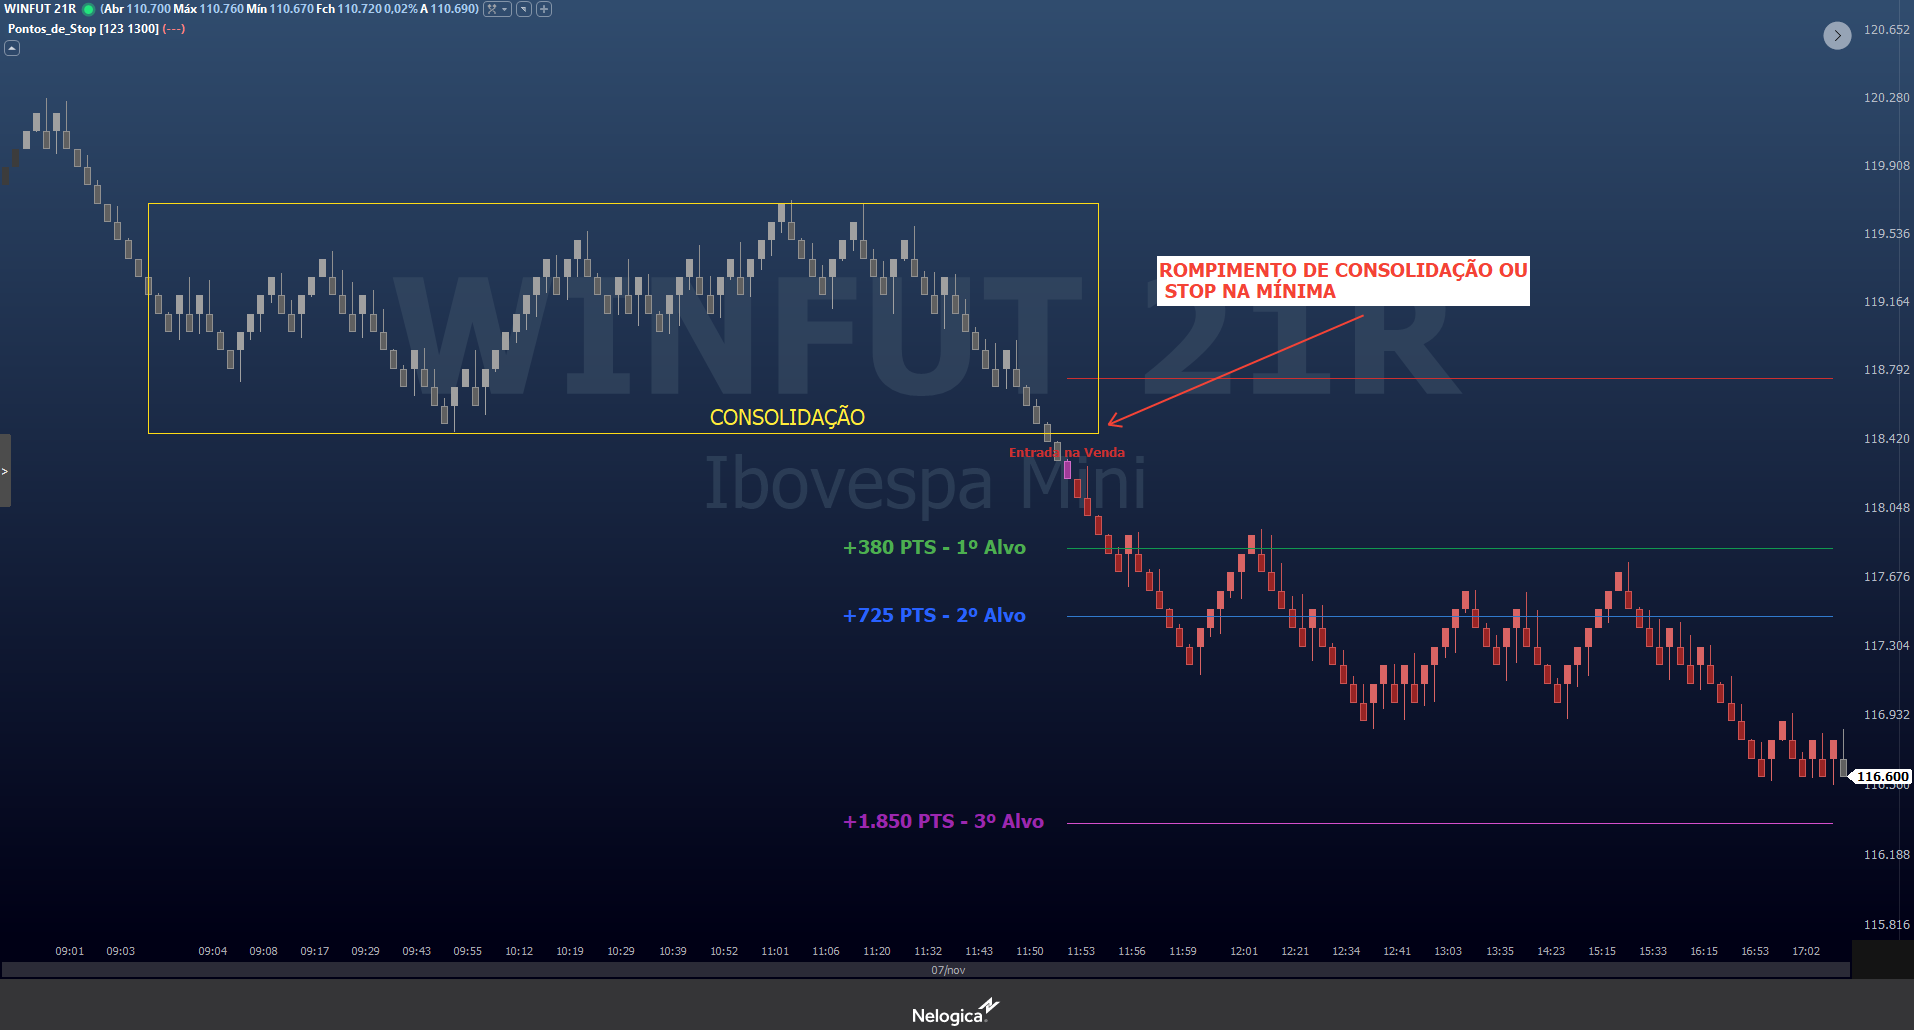 WINFUT 21R (Abr 110.700 Máx 110.760 Mín 110.670 Fch 110.720 0,02% A 110.690)
Pontos_de_Stop [123 1300] (---)
120.652
120.280
119.908
119.536
119.164
118.792
118.420
118.048
117.676
117.304
116.932
116.600
116.560
116.188
115.816
WINFUT 21R
Ibovespa Mini
ROMPIMENTO DE CONSOLIDAÇÃO OU
STOP NA MÍNIMA
CONSOLIDAÇÃO
Entrada na Venda
+380 PTS - 1º Alvo
+725 PTS - 2º Alvo
+1.850 PTS - 3º Alvo
>
09:01 09:03 09:04 09:08 09:17 09:29 09:43 09:55 10:12 10:19 10:29 10:39 10:52 11:01 11:06 11:20 11:32 11:43 11:50 11:53 11:56 11:59 12:01 12:21 12:34 12:41 13:03 13:35 14:23 15:15 15:33 16:15 16:53 17:02
07/nov
Nelogica